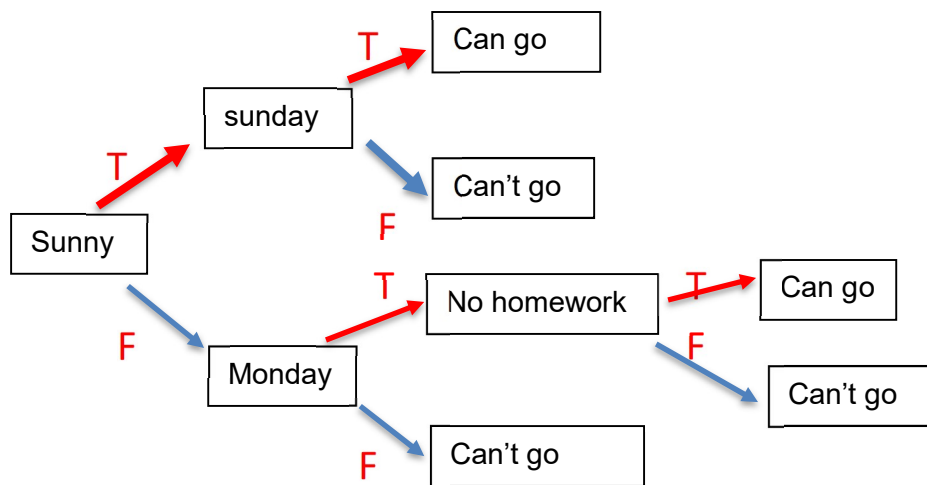 Can go
T
sunday
T
Can't go
F
Sunny
T
No homework
T
Can go
F
Monday
F
Can't go
Can't go
F